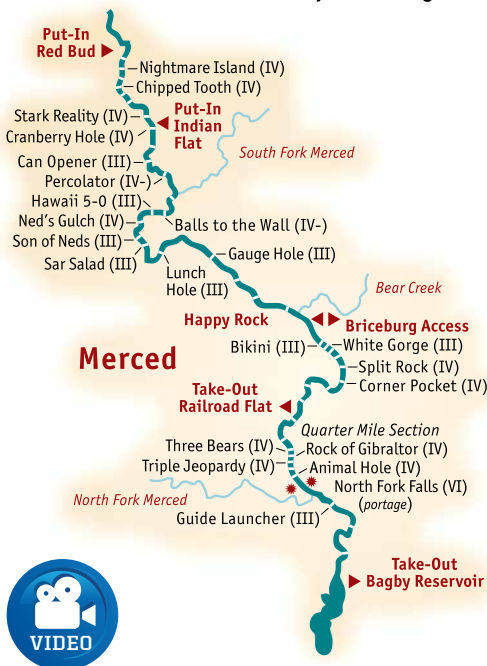 Put-In
Red Bud
Nightmare Island (IV)
Chipped Tooth (IV)
Stark Reality (IV)
Put-In
Indian
Flat
Cranberry Hole (IV)
Can Opener (III)
South Fork Merced
Percolator (IV-)
Hawaii 5-0 (III)
Ned's Gulch (IV)
Balls to the Wall (IV-)
Son of Neds (III)
Sar Salad (III)
Gauge Hole (III)
Lunch
Hole (III)
Bear Creek
Happy Rock
Briceburg Access
Bikini (III)
White Gorge (III)
Merced
Split Rock (IV)
Corner Pocket (IV)
Take-Out
Railroad Flat
Quarter Mile Section
Three Bears (IV)
Rock of Gibraltor (IV)
Triple Jeopardy (IV)
Animal Hole (IV)
North Fork Merced
North Fork Falls (VI)
(portage)
Guide Launcher (III)
Take-Out
Bagby Reservoir
VIDEO